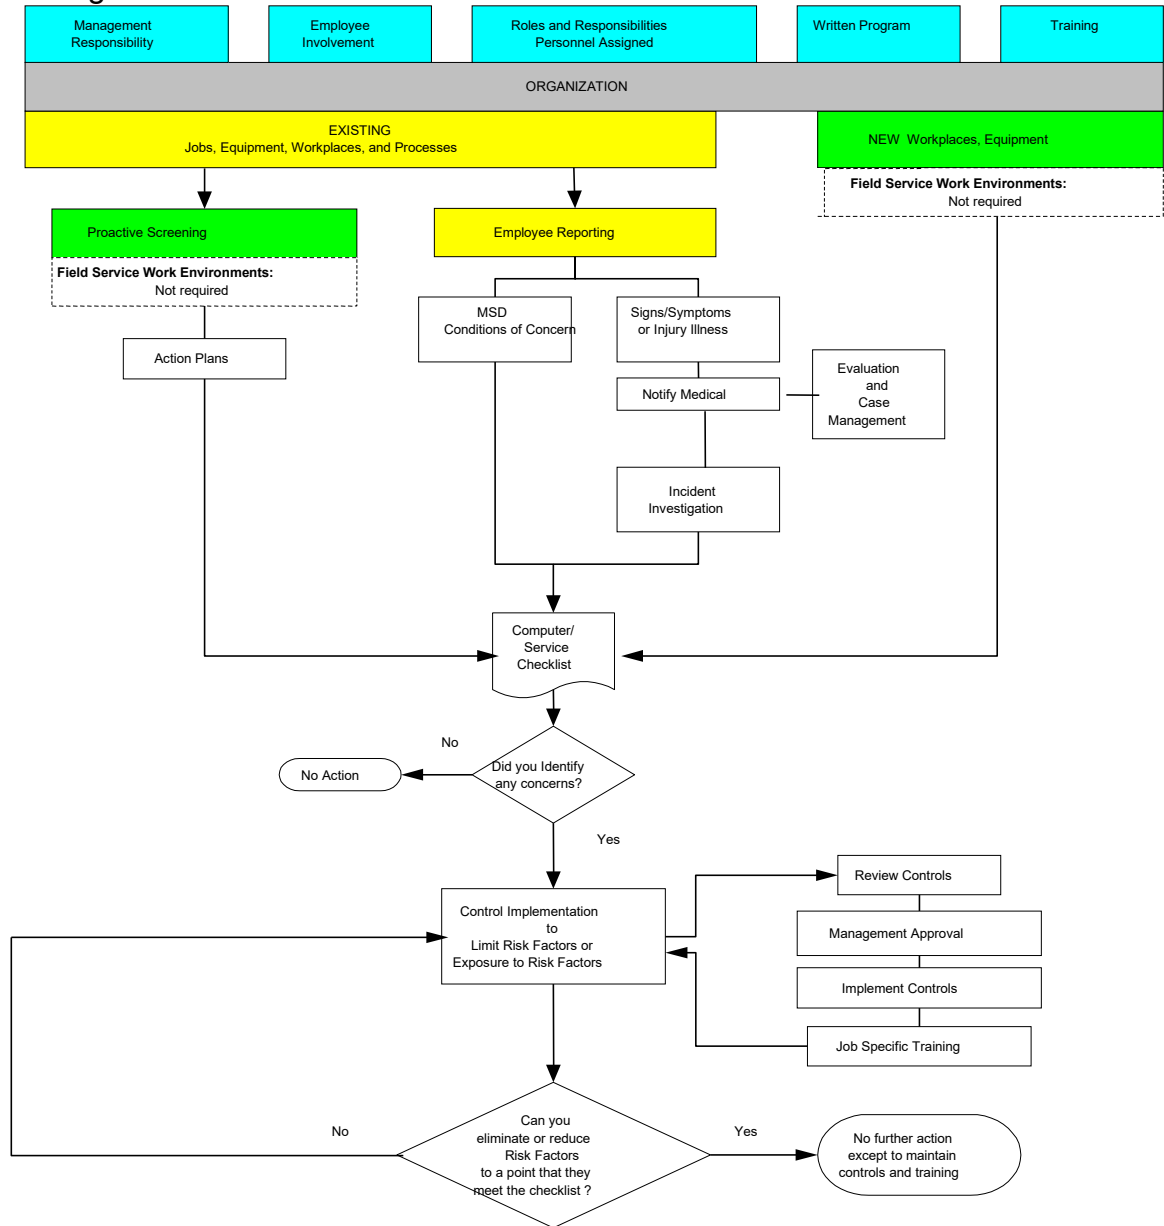 Management
Responsibility
Employee
Involvement
Roles and Responsibilities
Personnel Assigned
Written Program
Training
ORGANIZATION
EXISTING
Jobs, Equipment, Workplaces, and Processes
NEW Workplaces, Equipment
Field Service Work Environments:
Not required
Proactive Screening
Field Service Work Environments:
Not required
Employee Reporting
MSD
Conditions of Concern
Signs/Symptoms
or Injury Illness
Action Plans
Notify Medical
Evaluation
and
Case
Management
Incident
Investigation
Computer/
Service
Checklist
No
No Action
Did you Identify
any concerns?
Yes
Control Implementation
to
Limit Risk Factors or
Exposure to Risk Factors
Review Controls
Management Approval
Implement Controls
Job Specific Training
No
Can you
eliminate or reduce
Risk Factors
to a point that they
meet the checklist ?
Yes
No further action
except to maintain
controls and training